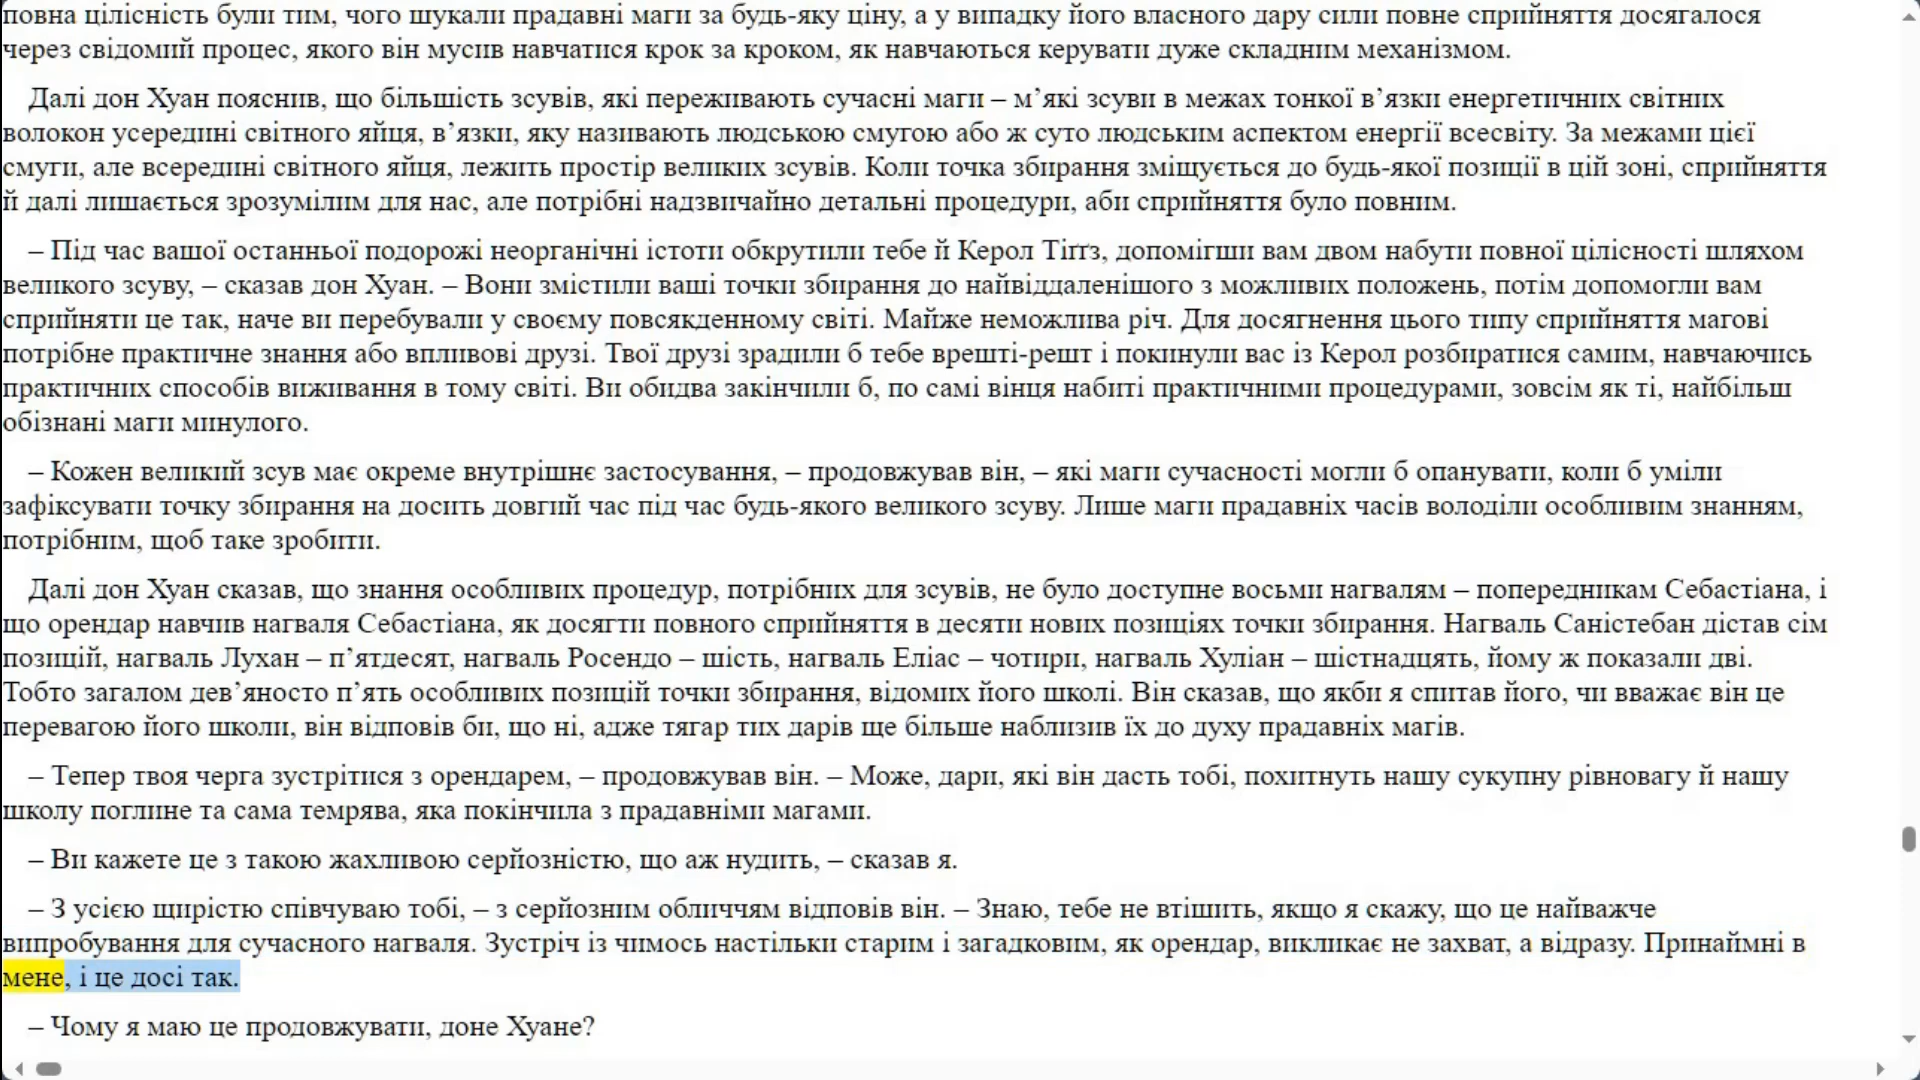 повна цілісність були тим, чого шукали прадавні маги за будь-яку ціну, а у випадку його власного дару сили повне сприйняття досягалося
через свідомий процес, якого він мусив навчатися крок за кроком, як навчаються керувати дуже складним механізмом.
Далі дон Хуан пояснив, що більшість зсувів, які переживають сучасні маги – м’які зсуви в межах тонкої в’язки енергетичних світних
волокон усередині світного яйця, в’язки, яку називають людською смугою або ж суто людським аспектом енергії всесвіту. За межами цієї
смуги, але всередині світного яйця, лежить простір великих зсувів. Коли точка збирання зміщується до будь-якої позиції в цій зоні, сприйняття
й далі лишається зрозумілим для нас, але потрібні надзвичайно детальні процедури, аби сприйняття було повним.
– Під час вашої останньої подорожі неорганічні істоти обкрутили тебе й Керол Тіґґз, допомігши вам двом набути повної цілісності шляхом
великого зсуву, – сказав дон Хуан. – Вони змістили ваші точки збирання до найвіддаленішого з можливих положень, потім допомогли вам
сприйняти це так, наче ви перебували у своєму повсякденному світі. Майже неможлива річ. Для досягнення цього типу сприйняття магові
потрібне практичне знання або впливові друзі. Твої друзі зрадили б тебе врешті-решт і покинули вас із Керол розбиратися самим, навчаючись
практичних способів виживання в тому світі. Ви обидва закінчили б, по самі вінця набиті практичними процедурами, зовсім як ті, найбільш
обізнані маги минулого.
– Кожен великий зсув має окреме внутрішнє застосування, – продовжував він, – які маги сучасності могли б опанувати, коли б уміли
зафіксувати точку збирання на досить довгий час під час будь-якого великого зсуву. Лише маги прадавніх часів володіли особливим знанням,
потрібним, щоб таке зробити.
Далі дон Хуан сказав, що знання особливих процедур, потрібних для зсувів, не було доступне восьми нагвалям – попередникам Себастіана, і
що орендар навчив нагваля Себастіана, як досягти повного сприйняття в десяти нових позиціях точки збирання. Нагваль Саністебан дістав сім
позицій, нагваль Лухан – п’ятдесят, нагваль Росендо – шість, нагваль Еліас – чотири, нагваль Хуліан – шістнадцять, йому ж показали дві.
Тобто загалом дев’яносто п’ять особливих позицій точки збирання, відомих його школі. Він сказав, що якби я спитав його, чи вважає він це
перевагою його школи, він відповів би, що ні, адже тягар тих дарів ще більше наблизив їх до духу прадавніх магів.
– Тепер твоя черга зустрітися з орендарем, – продовжував він. – Може, дари, які він дасть тобі, похитнуть нашу сукупну рівновагу й нашу
школу поглине та сама темрява, яка покінчила з прадавніми магами.
– Ви кажете це з такою жахливою серйозністю, що аж нудить, – сказав я.
– З усією щирістю співчуваю тобі, – з серйозним обличчям відповів він. – Знаю, тебе не втішить, якщо я скажу, що це найважче
випробування для сучасного нагваля. Зустріч із чимось настільки старим і загадковим, як орендар, викликає не захват, а відразу. Принаймні в
мене, і це досі так.
– Чому я маю це продовжувати, доне Хуане?